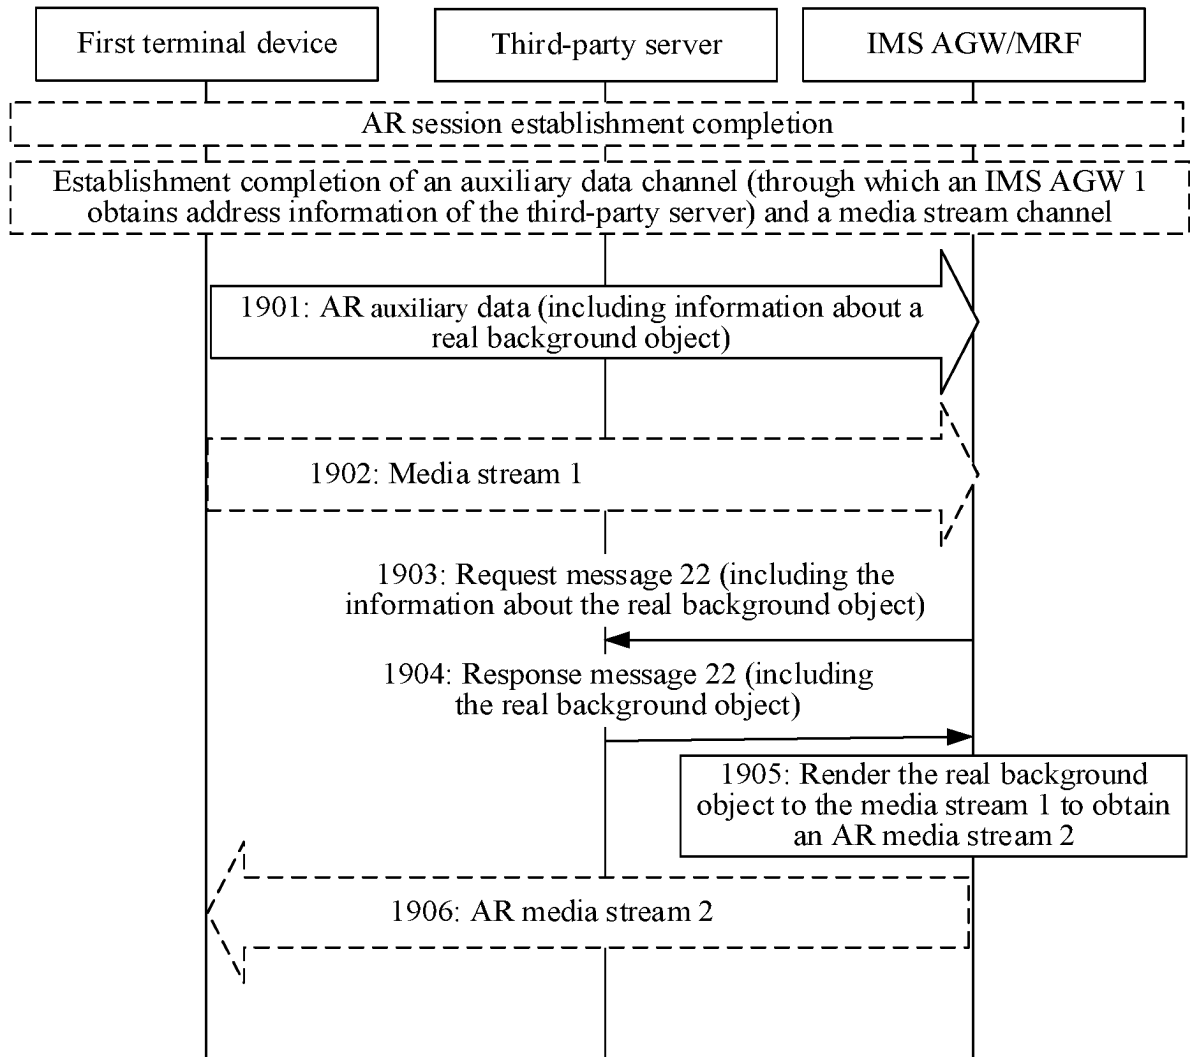 First terminal device
Third-party server
IMS AGW/MRF
AR session establishment completion
Establishment completion of an auxiliary data channel (through which an IMS AGW 1
obtains address information of the third-party server) and a media stream channel
1901: AR auxiliary data (including information about a
real background object)
1902: Media stream 1
1903: Request message 22 (including the
information about the real background object)
1904: Response message 22 (including
the real background object)
1905: Render the real background
object to the media stream 1 to obtain
an AR media stream 2
1906: AR media stream 2